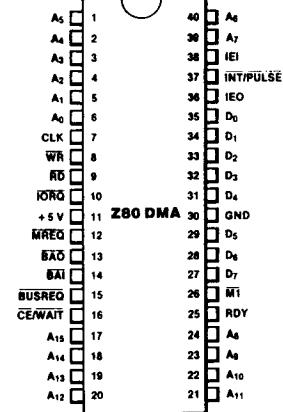 A5 1 40 A6
A4 2 39 A7
A3 3 38 IEI
A2 4 37 INT/PULSE
A1 5 36 IEO
A0 6 35 D0
CLK 7 34 D1
WR 8 33 D2
RD 9 32 D3
IORQ 10 31 D4
+5 V 11 Z80 DMA 30 GND
MREQ 12 29 D5
BAO 13 28 D6
BAI 14 27 D7
BUSREQ 15 26 M1
CE/WAIT 16 25 RDY
A15 17 24 A8
A14 18 23 A9
A13 19 22 A10
A12 20 21 A11